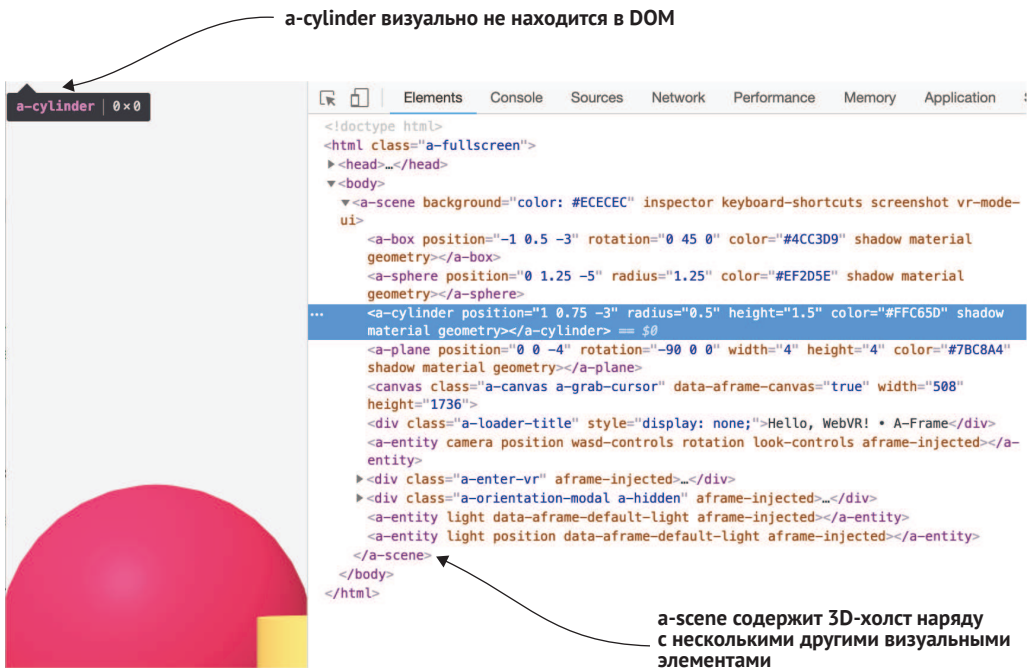 a-cylinder визуально не находится в DOM
a-cylinder | 0×0
Elements Console Sources Network Performance Memory Application
<!doctype html>
<html class="a-fullscreen">
▶<head>…</head>
▼<body>
▼<a-scene background="color: #ECECEC" inspector keyboard-shortcuts screenshot vr-mode-
ui>
<a-box position="-1 0.5 -3" rotation="0 45 0" color="#4CC3D9" shadow material
geometry></a-box>
<a-sphere position="0 1.25 -5" radius="1.25" color="#EF2D5E" shadow material
geometry></a-sphere>
... <a-cylinder position="1 0.75 -3" radius="0.5" height="1.5" color="#FFC65D" shadow
material geometry></a-cylinder> == $0
<a-plane position="0 0 -4" rotation="-90 0 0" width="4" height="4" color="#7BC8A4"
shadow material geometry></a-plane>
<canvas class="a-canvas a-grab-cursor" data-aframe-canvas="true" width="508"
height="1736">
<div class="a-loader-title" style="display: none;">Hello, WebVR! • A-Frame</div>
<a-entity camera position wasd-controls rotation look-controls aframe-injected></a-
entity>
▶<div class="a-enter-vr" aframe-injected>…</div>
▶<div class="a-orientation-modal a-hidden" aframe-injected>…</div>
<a-entity light data-aframe-default-light aframe-injected></a-entity>
<a-entity light position data-aframe-default-light aframe-injected></a-entity>
</a-scene>
</body>
</html>
a-scene содержит 3D-холст наряду
с несколькими другими визуальными
элементами